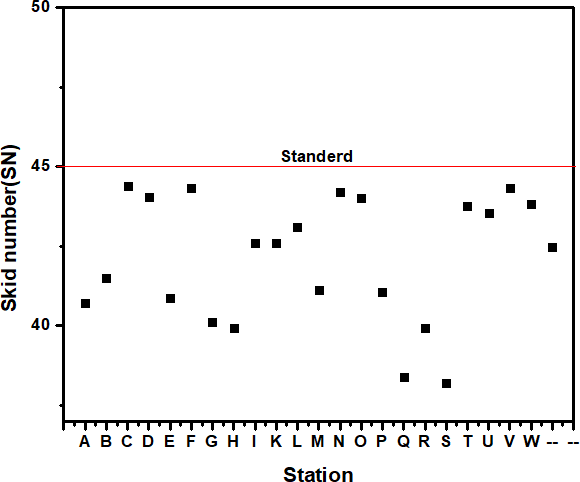 50
Standerd
45
40
Skid number(SN)
A B C D E F G H I K L M N O P Q R S T U V W -- --
Station